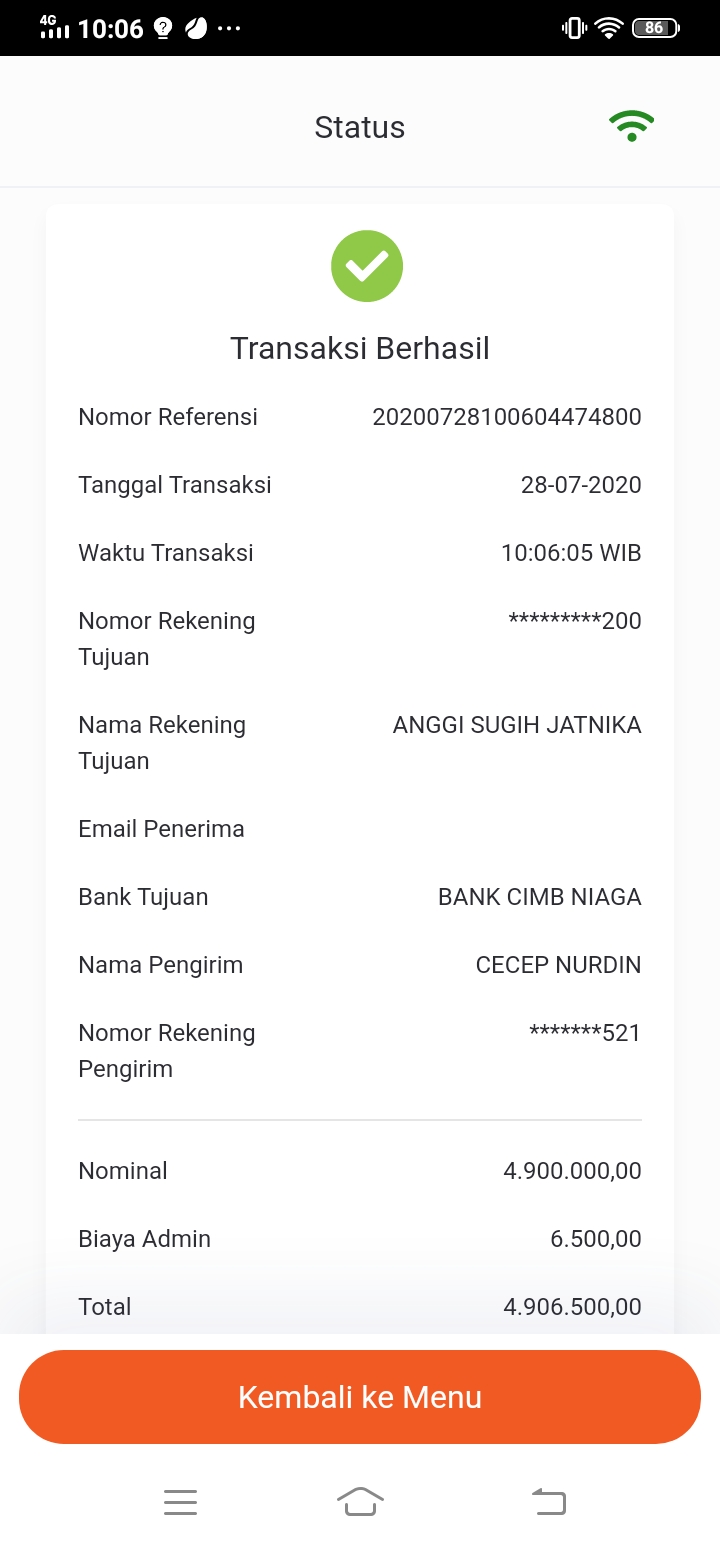 4G 10:06 86
Status
Transaksi Berhasil
Nomor Referensi 20200728100604474800
Tanggal Transaksi 28-07-2020
Waktu Transaksi 10:06:05 WIB
Nomor Rekening *********200
Tujuan
Nama Rekening ANGGI SUGIH JATNIKA
Tujuan
Email Penerima
Bank Tujuan BANK CIMB NIAGA
Nama Pengirim CECEP NURDIN
Nomor Rekening *******521
Pengirim
Nominal 4.900.000,00
Biaya Admin 6.500,00
Total 4.906.500,00
Kembali ke Menu